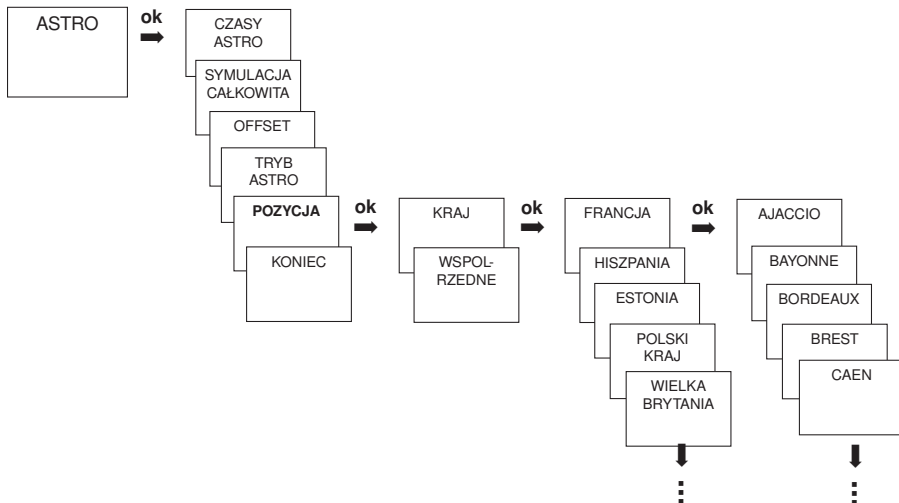 ASTRO
ok
CZASY
ASTRO
SYMULACJA
CAŁKOWITA
OFFSET
TRYB
ASTRO
POZYCJA
KONIEC
ok
KRAJ
WSPOL-
RZEDNE
ok
FRANCJA
HISZPANIA
ESTONIA
POLSKI
KRAJ
WIELKA
BRYTANIA
ok
AJACCIO
BAYONNE
BORDEAUX
BREST
CAEN